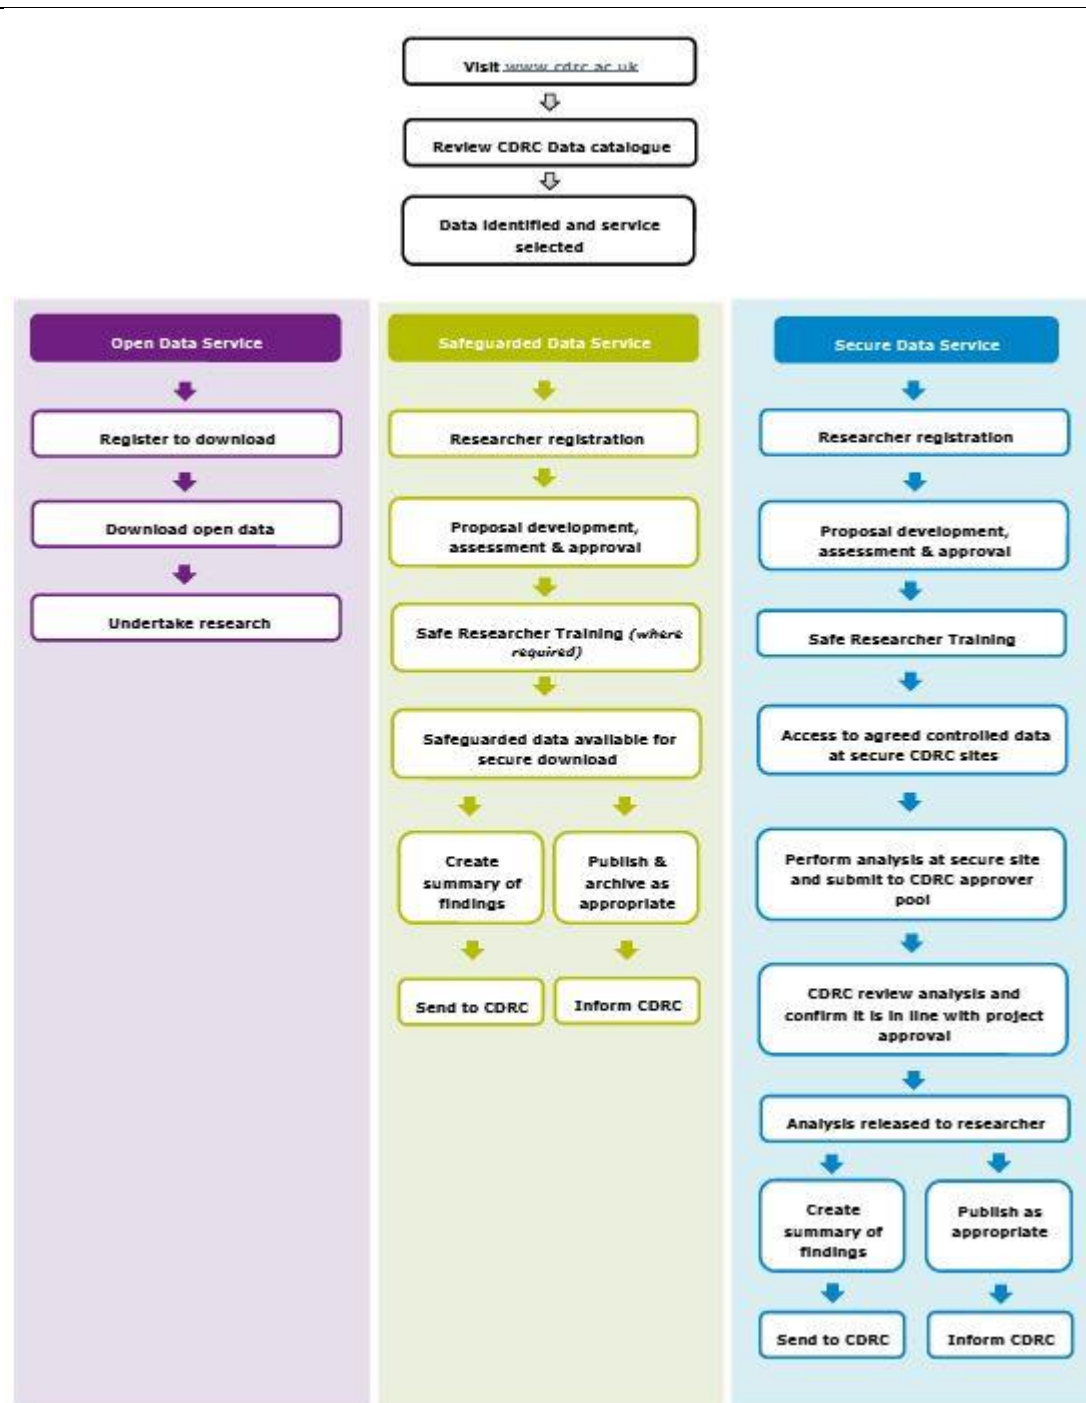 Visit www.cdrc.ac.uk
Review CDRC Data catalogue
Data identified and service
selected
Open Data Service
Register to download
Download open data
Undertake research
Safeguarded Data Service
Researcher registration
Proposal development,
assessment & approval
Safe Researcher Training (where
required)
Safeguarded data available for
secure download
Create
summary of
findings
Send to CDRC
Publish &
archive as
appropriate
Inform CDRC
Secure Data Service
Researcher registration
Proposal development,
assessment & approval
Safe Researcher Training
Access to agreed controlled data
at secure CDRC sites
Perform analysis at secure site
and submit to CDRC approver
pool
CDRC review analysis and
confirm it is in line with project
approval
Analysis released to researcher
Create
summary of
findings
Send to CDRC
Publish as
appropriate
Inform CDRC